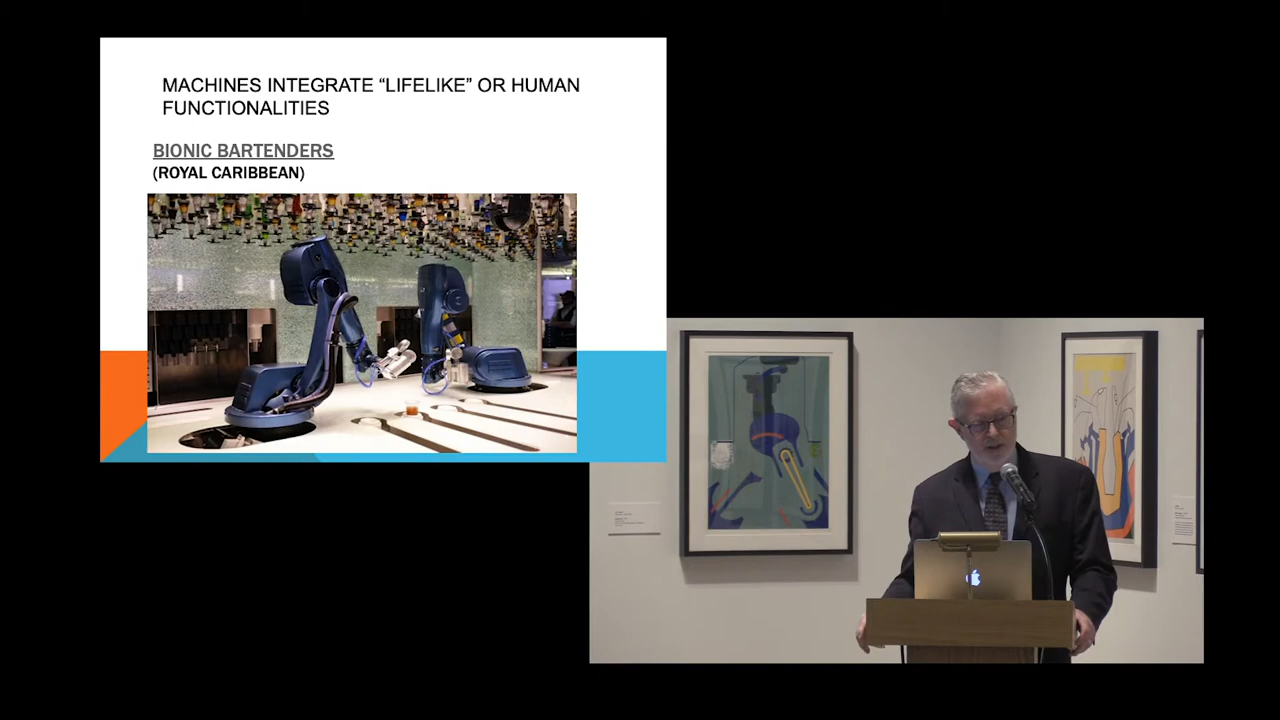 MACHINES INTEGRATE “LIFELIKE” OR HUMAN
FUNCTIONALITIES
BIONIC BARTENDERS
(ROYAL CARIBBEAN)